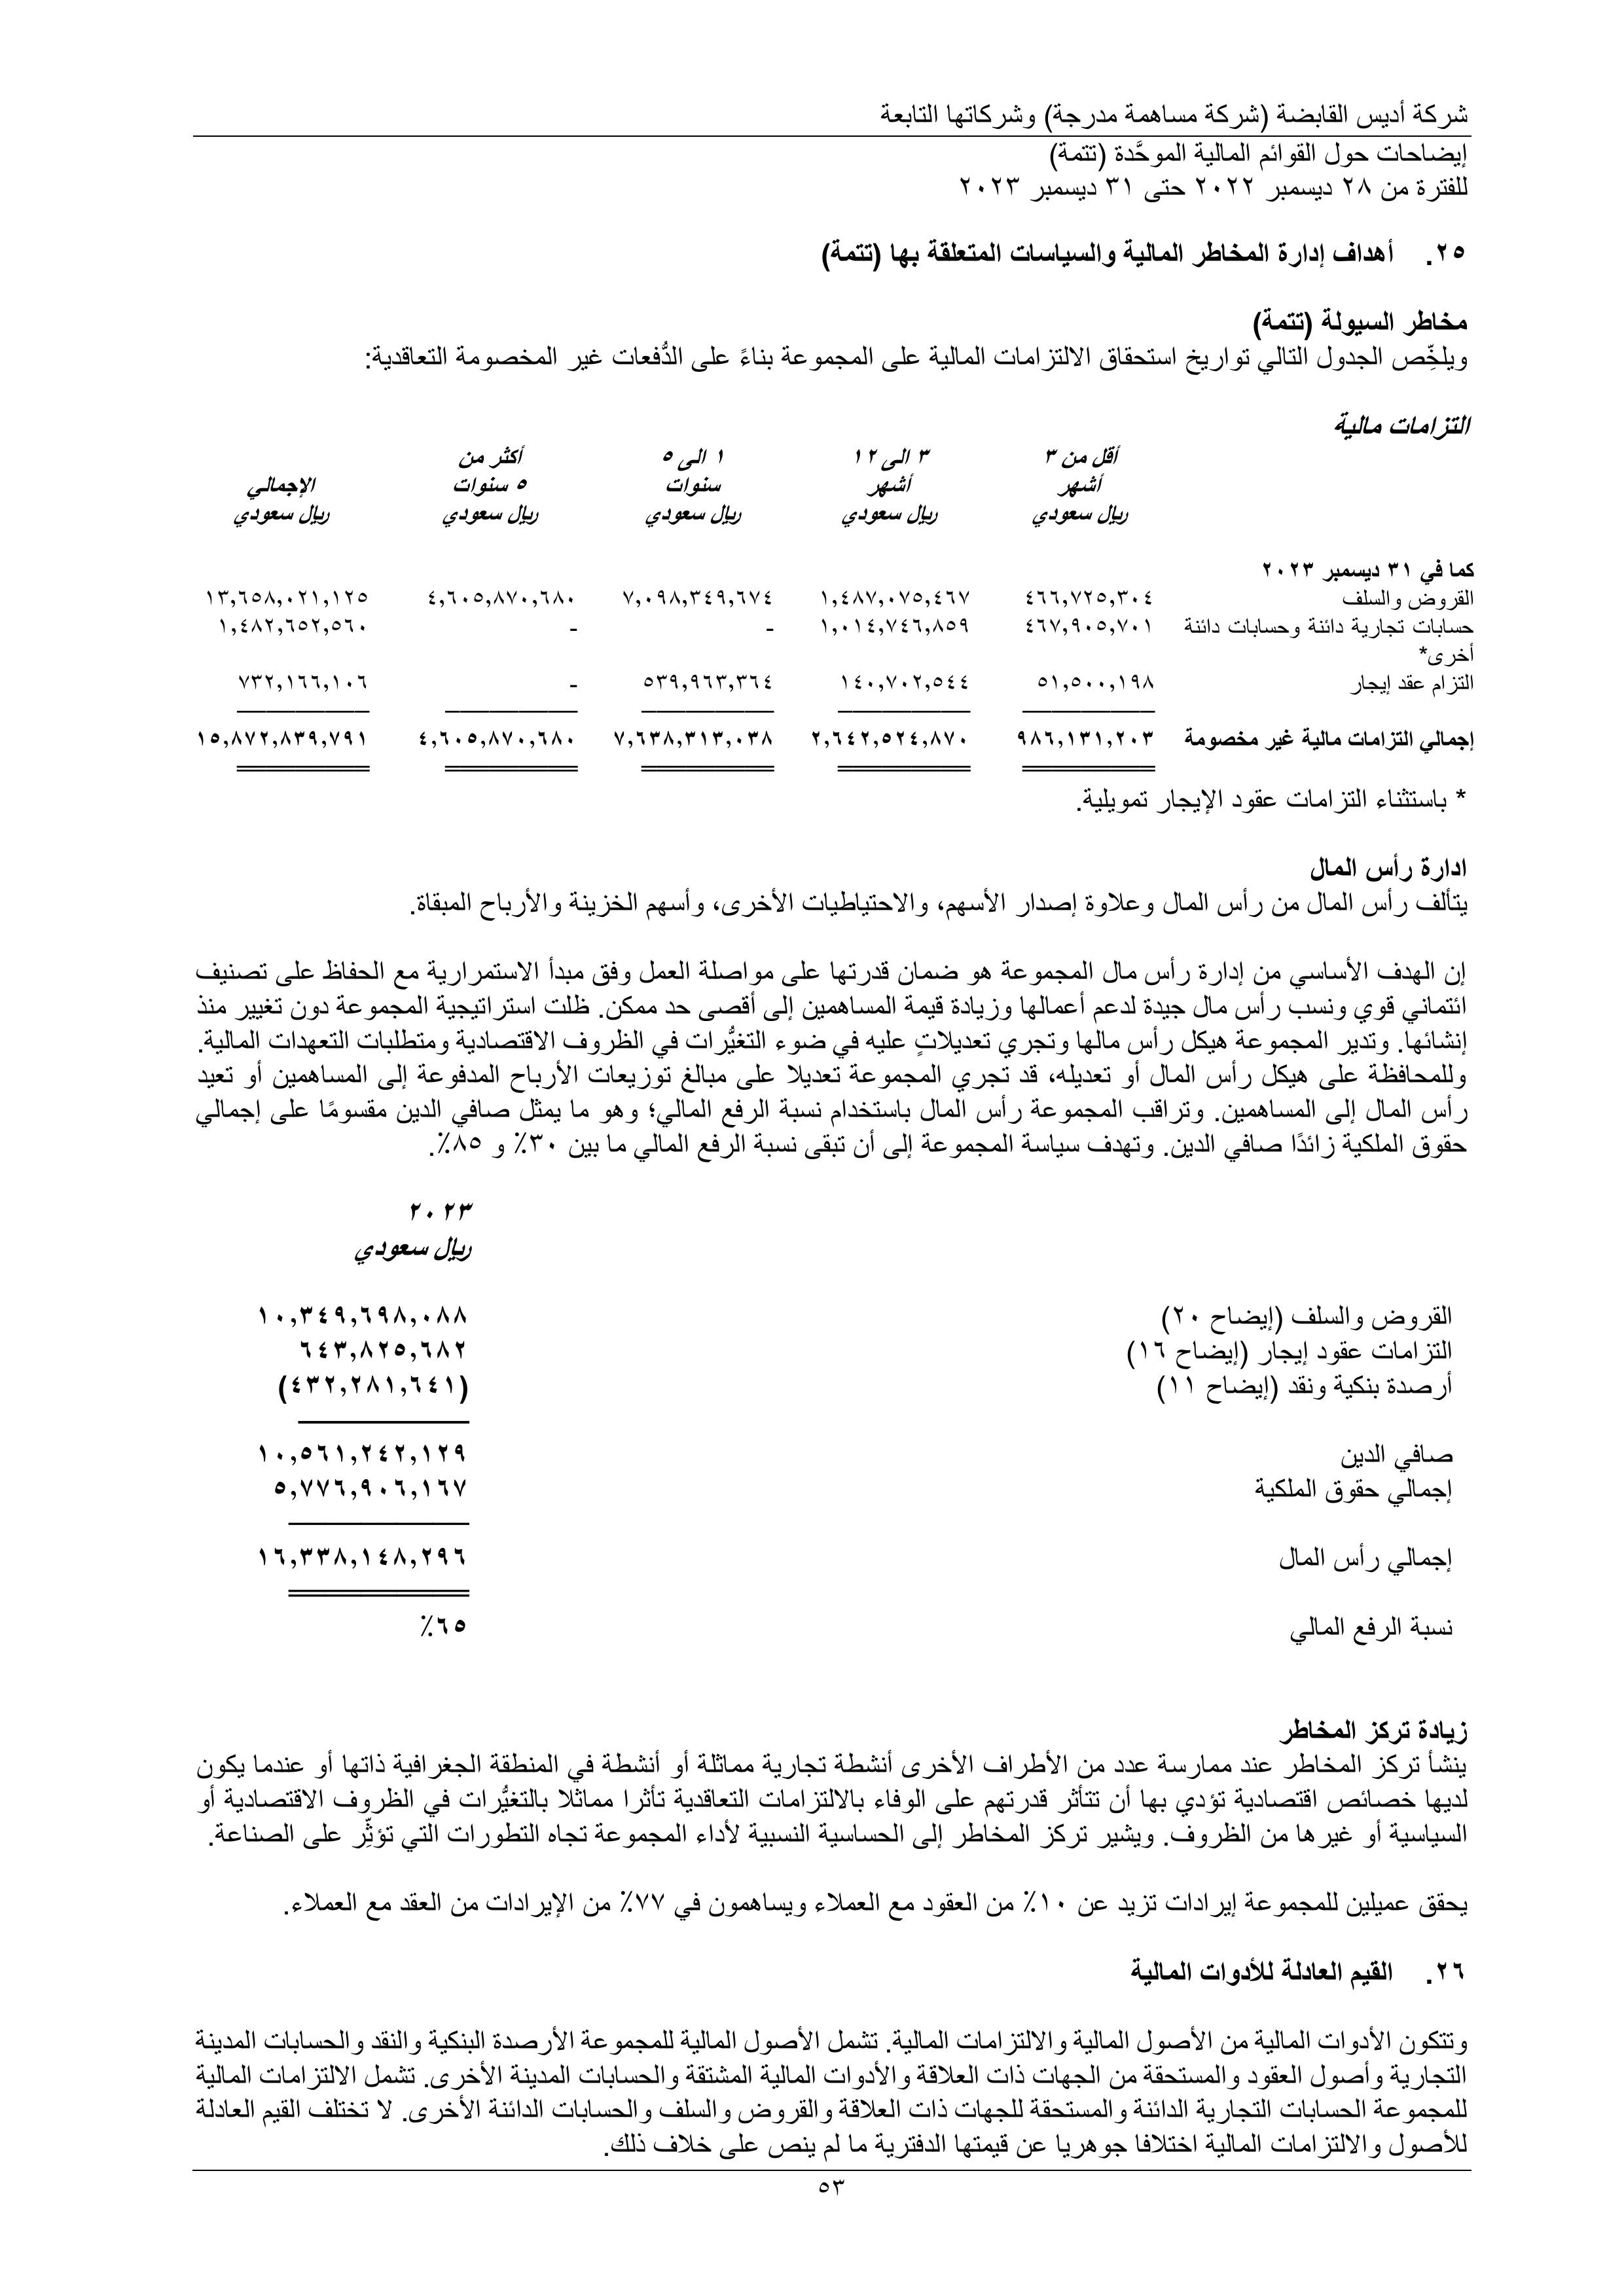 شركة أديس القابضة (شركة مساهمة مدرجة) وشركاتها التابعة
إيضاحات حول القوائم المالية الموحَّدة (تتمة)
للفترة من ٢٨ ديسمبر ٢٠٢٢ حتى ٣١ ديسمبر ٢٠٢٣
٢٥. أهداف إدارة المخاطر المالية والسياسات المتعلقة بها (تتمة)
مخاطر السيولة (تتمة)
ويلخِّص الجدول التالي تواريخ استحقاق الالتزامات المالية على المجموعة بناءً على الدُّفعات غير المخصومة التعاقدية:
التزامات مالية
أقل من ٣ ٣ الى ١٢ ١ الى ٥ أكثر من
أشهر أشهر سنوات ٥ سنوات الإجمالي
ريال سعودي ريال سعودي ريال سعودي ريال سعودي ريال سعودي
كما في ٣١ ديسمبر ٢٠٢٣
القروض والسلف ٤٦٦,٧٢٥,٣٠٤ ١,٤٨٧,٠٧٥,٤٦٧ ٧,٠٩٨,٣٤٩,٦٧٤ ٤,٦٠٥,٨٧٠,٦٨٠ ١٣,٦٥٨,٠٢١,١٢٥
حسابات تجارية دائنة وحسابات دائنة ٤٦٧,٩٠٥,٧٠١ ١,٠١٤,٧٤٦,٨٥٩ - - ١,٤٨٢,٦٥٢,٥٦٠
أخرى*
التزام عقد إيجار ٥١,٥٠٠,١٩٨ ١٤٠,٧٠٢,٥٤٤ ٥٣٩,٩٦٣,٣٦٤ - ٧٣٢,١٦٦,١٠٦
إجمالي التزامات مالية غير مخصومة ٩٨٦,١٣١,٢٠٣ ٢,٦٤٢,٥٢٤,٨٧٠ ٧,٦٣٨,٣١٣,٠٣٨ ٤,٦٠٥,٨٧٠,٦٨٠ ١٥,٨٧٢,٨٣٩,٧٩١
* باستثناء التزامات عقود الإيجار تمويلية.
ادارة رأس المال
يتألف رأس المال من رأس المال وعلاوة إصدار الأسهم، والاحتياطيات الأخرى، وأسهم الخزينة والأرباح المبقاة.
إن الهدف الأساسي من إدارة رأس مال المجموعة هو ضمان قدرتها على مواصلة العمل وفق مبدأ الاستمرارية مع الحفاظ على تصنيف
ائتماني قوي ونسب رأس مال جيدة لدعم أعمالها وزيادة قيمة المساهمين إلى أقصى حد ممكن. ظلت استراتيجية المجموعة دون تغيير منذ
إنشائها. وتدير المجموعة هيكل رأس مالها وتجري تعديلاتٍ عليه في ضوء التغيُّرات في الظروف الاقتصادية ومتطلبات التعهدات المالية.
وللمحافظة على هيكل رأس المال أو تعديله، قد تجري المجموعة تعديلا على مبالغ توزيعات الأرباح المدفوعة إلى المساهمين أو تعيد
رأس المال إلى المساهمين. وتراقب المجموعة رأس المال باستخدام نسبة الرفع المالي؛ وهو ما يمثل صافي الدين مقسومًا على إجمالي
حقوق الملكية زائدًا صافي الدين. وتهدف سياسة المجموعة إلى أن تبقى نسبة الرفع المالي ما بين ٣٠٪ و ٨٥٪.
٢٠٢٣
ريال سعودي
القروض والسلف (إيضاح ٢٠) ١٠,٣٤٩,٦٩٨,٠٨٨
التزامات عقود إيجار (إيضاح ١٦) ٦٤٣,٨٢٥,٦٨٢
أرصدة بنكية ونقد (إيضاح ١١) (٤٣٢,٢٨١,٦٤١)
صافي الدين ١٠,٥٦١,٢٤٢,١٢٩
إجمالي حقوق الملكية ٥,٧٧٦,٩٠٦,١٦٧
إجمالي رأس المال ١٦,٣٣٨,١٤٨,٢٩٦
نسبة الرفع المالي ٦٥٪
زيادة تركز المخاطر
ينشأ تركز المخاطر عند ممارسة عدد من الأطراف الأخرى أنشطة تجارية مماثلة أو أنشطة في المنطقة الجغرافية ذاتها أو عندما يكون
لديها خصائص اقتصادية تؤدي بها أن تتأثر قدرتهم على الوفاء بالالتزامات التعاقدية تأثرا مماثلا بالتغيُّرات في الظروف الاقتصادية أو
السياسية أو غيرها من الظروف. ويشير تركز المخاطر إلى الحساسية النسبية لأداء المجموعة تجاه التطورات التي تؤثِّر على الصناعة.
يحقق عميلين للمجموعة إيرادات تزيد عن ١٠٪ من العقود مع العملاء ويساهمون في ٧٧٪ من الإيرادات من العقد مع العملاء.
٢٦. القيم العادلة للأدوات المالية
وتتكون الأدوات المالية من الأصول المالية والالتزامات المالية. تشمل الأصول المالية للمجموعة الأرصدة البنكية والنقد والحسابات المدينة
التجارية وأصول العقود والمستحقة من الجهات ذات العلاقة والأدوات المالية المشتقة والحسابات المدينة الأخرى. تشمل الالتزامات المالية
للمجموعة الحسابات التجارية الدائنة والمستحقة للجهات ذات العلاقة والقروض والسلف والحسابات الدائنة الأخرى. لا تختلف القيم العادلة
للأصول والالتزامات المالية اختلافا جوهريا عن قيمتها الدفترية ما لم ينص على خلاف ذلك.
٥٣